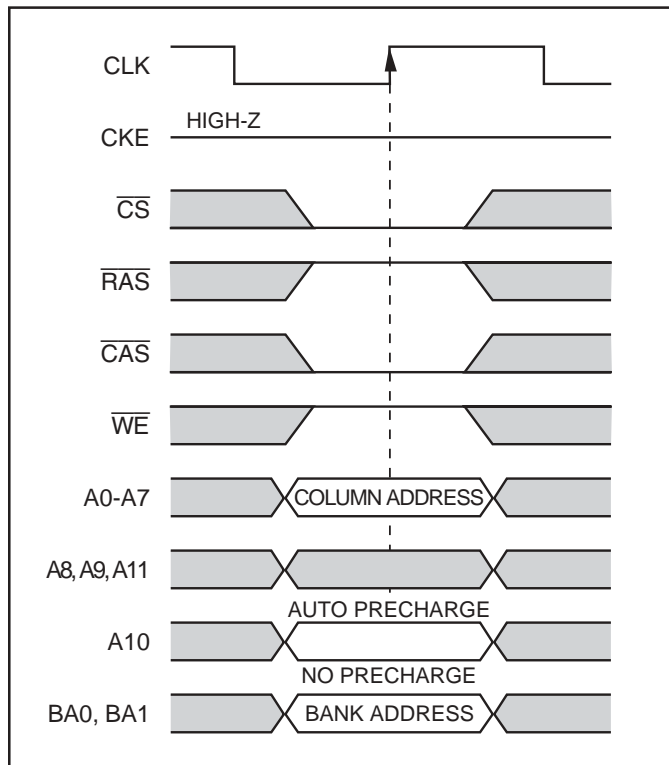 CLK
HIGH-Z
CKE
CS
RAS
CAS
WE
A0-A7 COLUMN ADDRESS
A8, A9, A11
AUTO PRECHARGE
A10
NO PRECHARGE
BA0, BA1 BANK ADDRESS